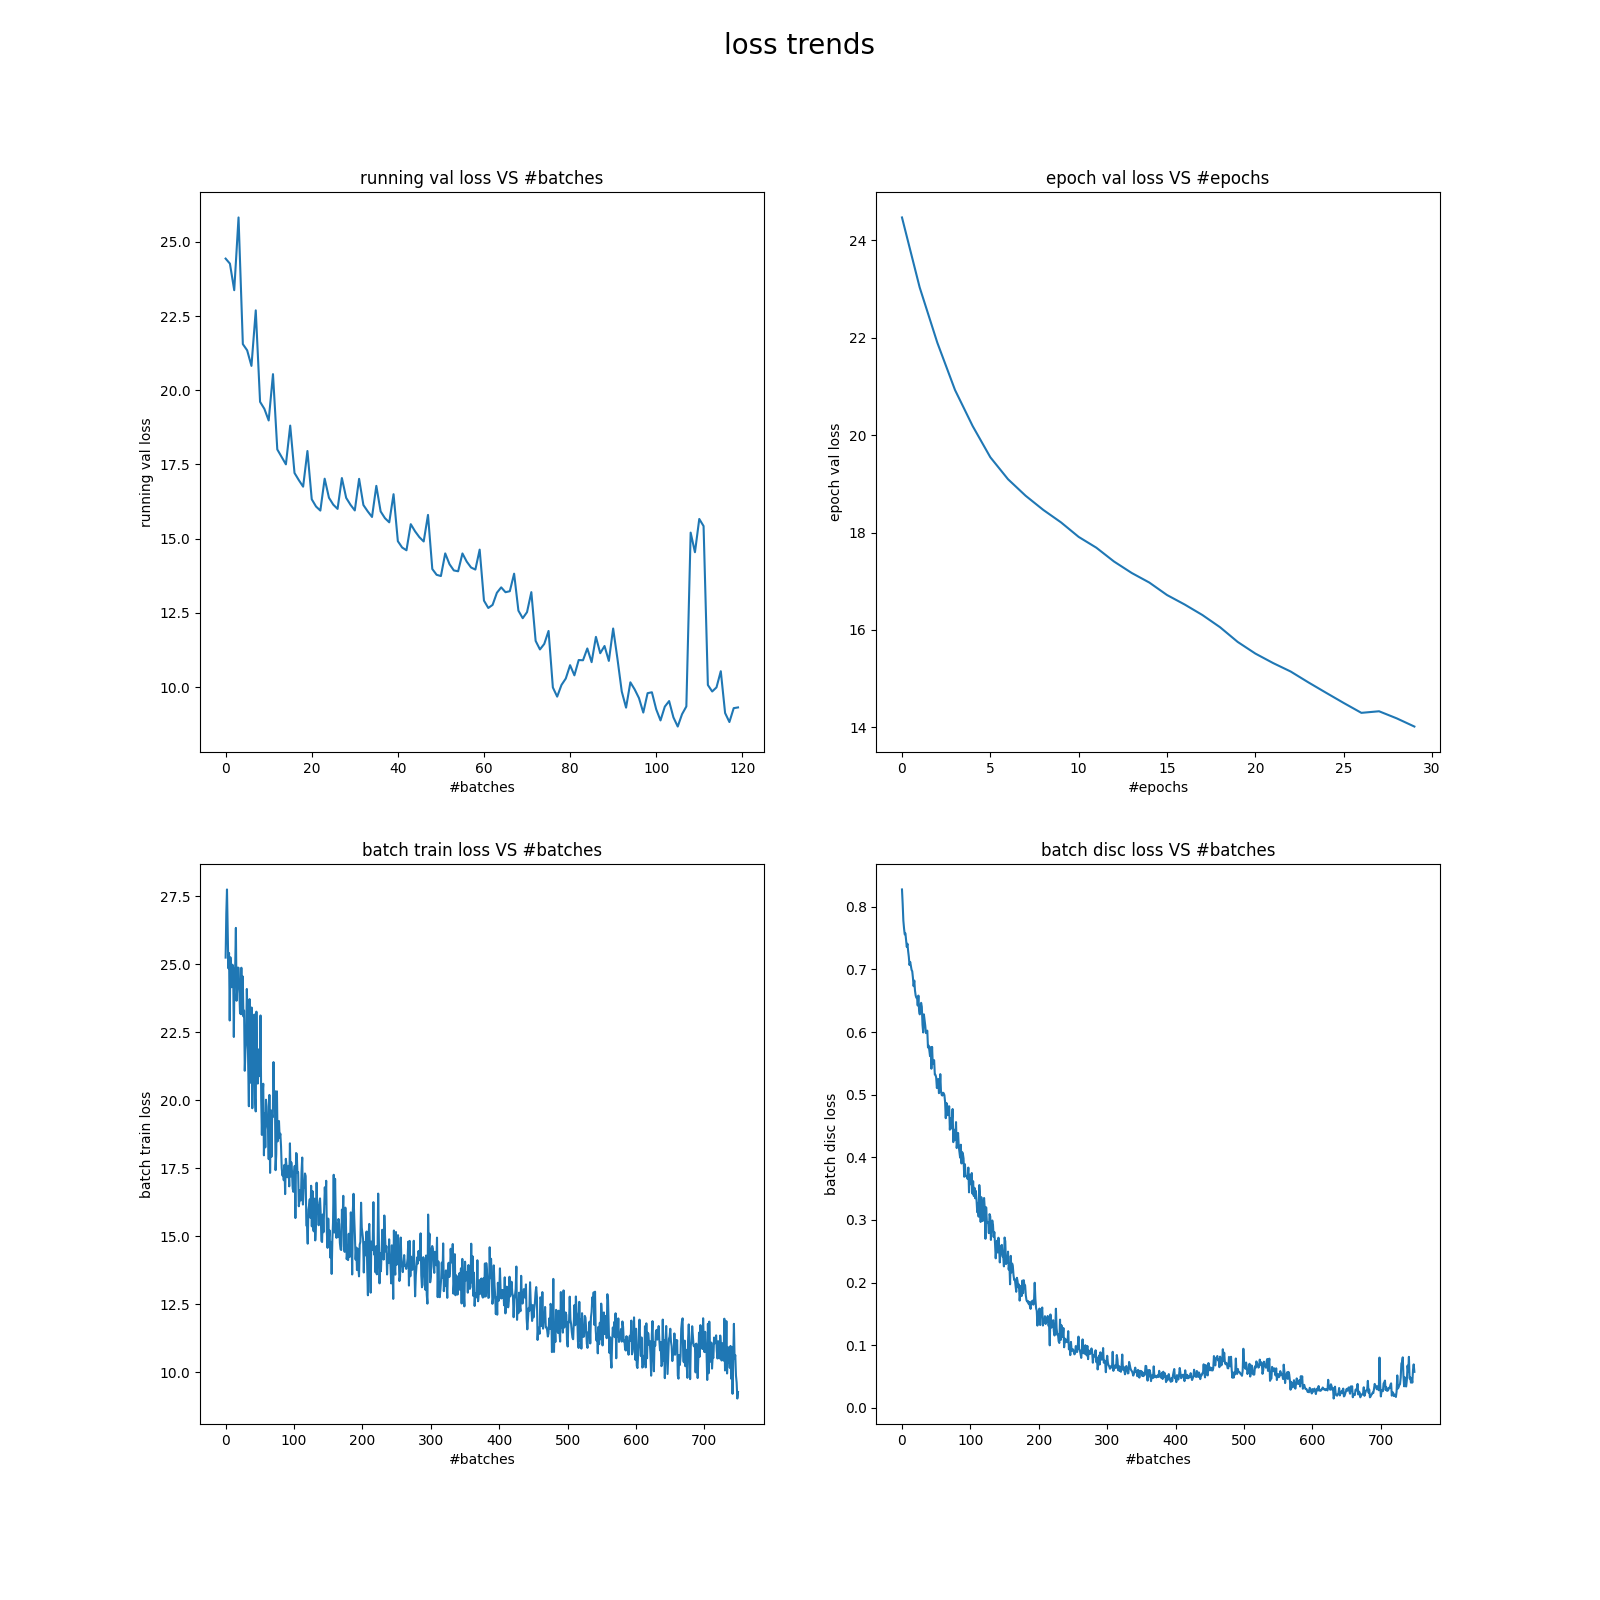 loss trends
running val loss VS #batches
epoch val loss VS #epochs
running val loss
25.0
22.5
20.0
17.5
15.0
12.5
10.0
0 20 40 60 80 100 120
#batches
epoch val loss
24
22
20
18
16
14
0 5 10 15 20 25 30
#epochs
batch train loss VS #batches
batch disc loss VS #batches
batch train loss
27.5
25.0
22.5
20.0
17.5
15.0
12.5
10.0
0 100 200 300 400 500 600 700
#batches
batch disc loss
0.8
0.7
0.6
0.5
0.4
0.3
0.2
0.1
0.0
0 100 200 300 400 500 600 700
#batches